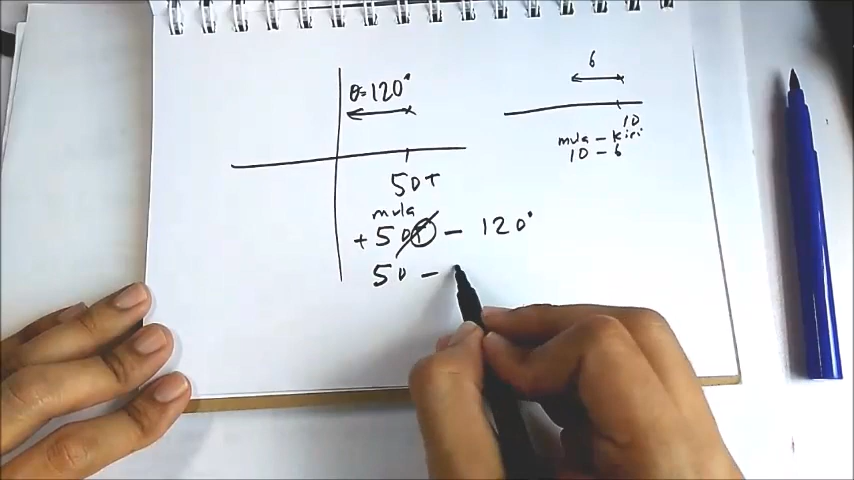 θ=120°
50T
mula
+50T - 120°
50 -
6
10
mula - kiri
10 - 6